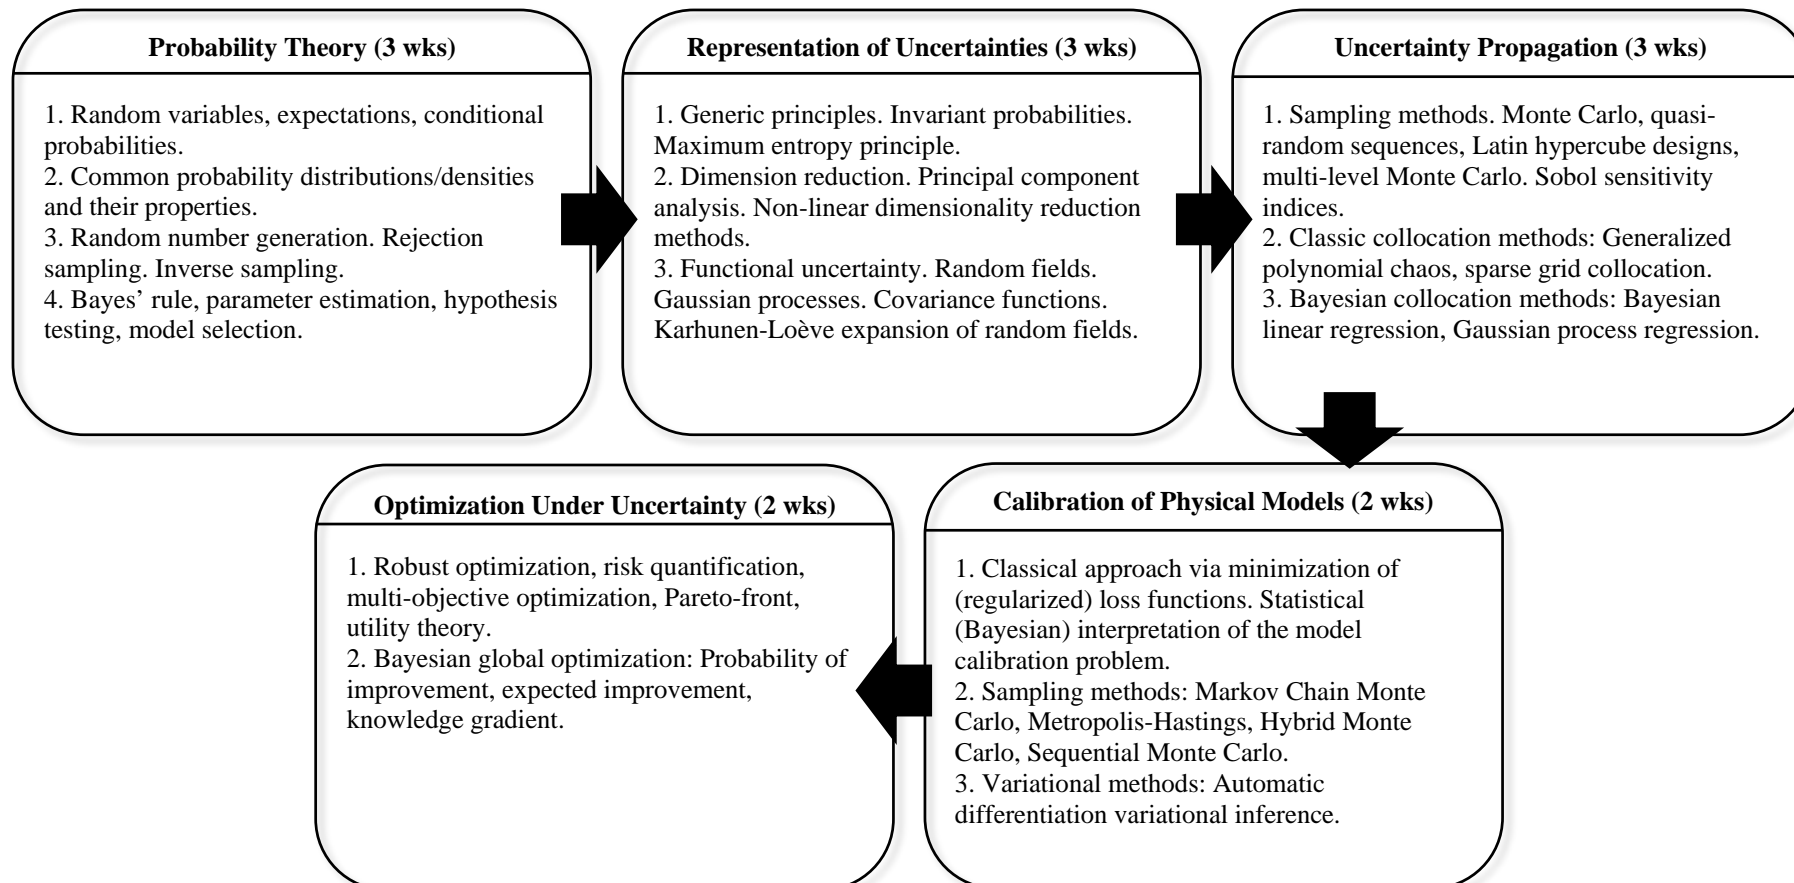 Probability Theory (3 wks)
1. Random variables, expectations, conditional
probabilities.
2. Common probability distributions/densities
and their properties.
3. Random number generation. Rejection
sampling. Inverse sampling.
4. Bayes’ rule, parameter estimation, hypothesis
testing, model selection.
Representation of Uncertainties (3 wks)
1. Generic principles. Invariant probabilities.
Maximum entropy principle.
2. Dimension reduction. Principal component
analysis. Non-linear dimensionality reduction
methods.
3. Functional uncertainty. Random fields.
Gaussian processes. Covariance functions.
Karhunen-Loève expansion of random fields.
Uncertainty Propagation (3 wks)
1. Sampling methods. Monte Carlo, quasi-
random sequences, Latin hypercube designs,
multi-level Monte Carlo. Sobol sensitivity
indices.
2. Classic collocation methods: Generalized
polynomial chaos, sparse grid collocation.
3. Bayesian collocation methods: Bayesian
linear regression, Gaussian process regression.
Calibration of Physical Models (2 wks)
1. Classical approach via minimization of
(regularized) loss functions. Statistical
(Bayesian) interpretation of the model
calibration problem.
2. Sampling methods: Markov Chain Monte
Carlo, Metropolis-Hastings, Hybrid Monte
Carlo, Sequential Monte Carlo.
3. Variational methods: Automatic
differentiation variational inference.
Optimization Under Uncertainty (2 wks)
1. Robust optimization, risk quantification,
multi-objective optimization, Pareto-front,
utility theory.
2. Bayesian global optimization: Probability of
improvement, expected improvement,
knowledge gradient.